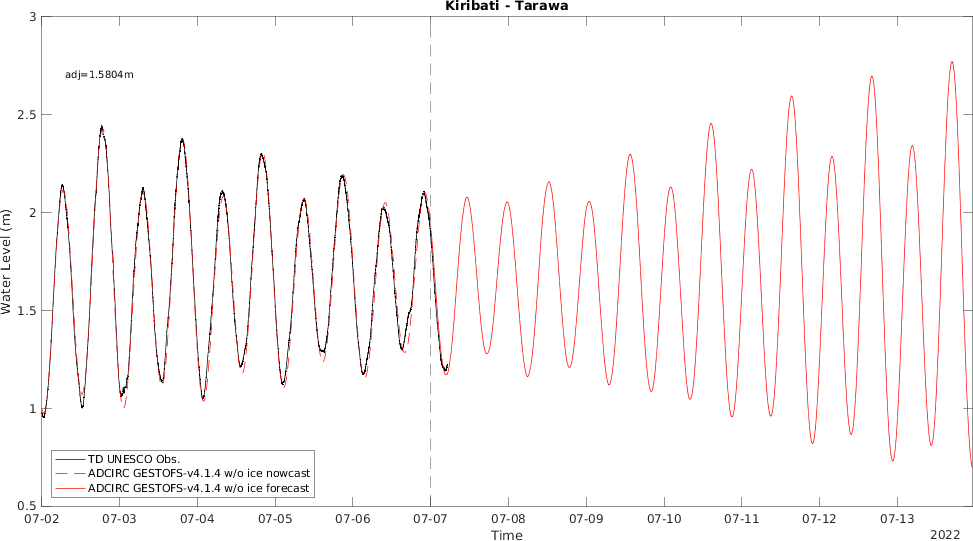 Kiribati - Tarawa
adj=1.5804m
3
2.5
2
1.5
1
0.5
Water Level (m)
TD UNESCO Obs.
ADCIRC GESTOFS-v4.1.4 w/o ice nowcast
ADCIRC GESTOFS-v4.1.4 w/o ice forecast
07-02 07-03 07-04 07-05 07-06 07-07 07-08 07-09 07-10 07-11 07-12 07-13
Time
2022